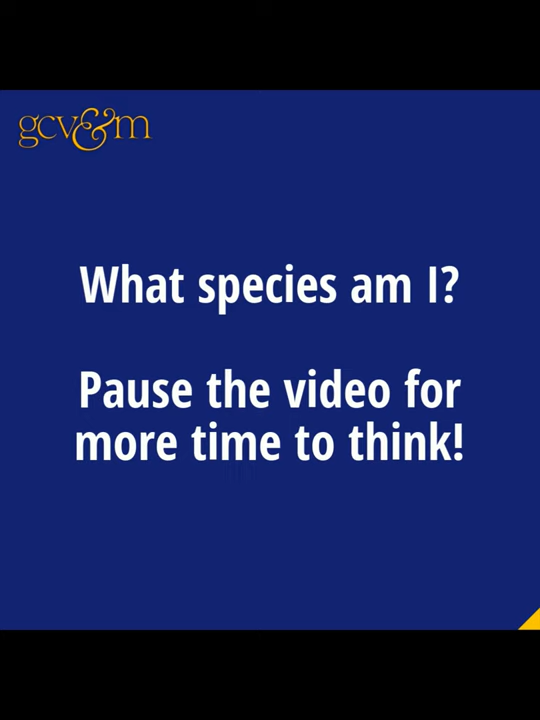 gcv&m
What species am I?
Pause the video for
more time to think!